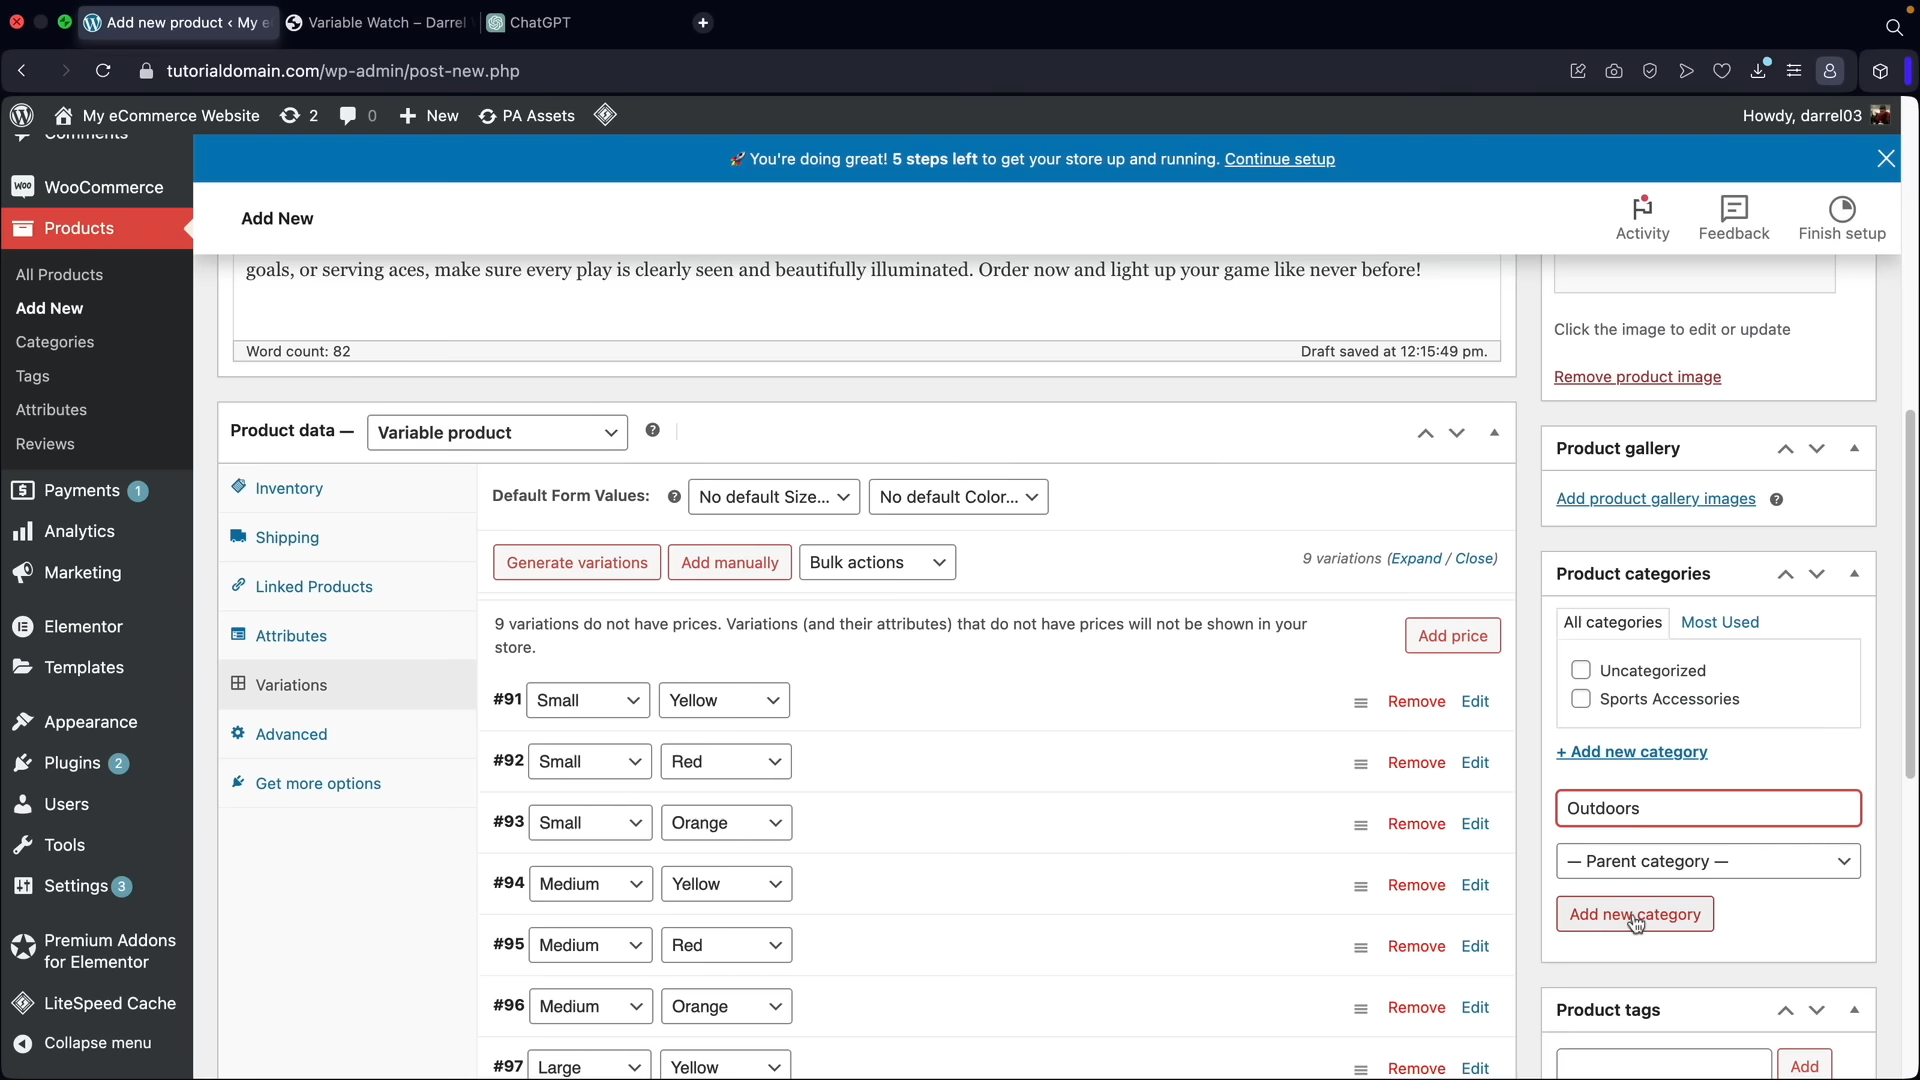 Add new product ‹ My e
Variable Watch – Darrel
ChatGPT
tutorialdomain.com/wp-admin/post-new.php
My eCommerce Website
2
0
New
PA Assets
Howdy, darrel03
Comments
WooCommerce
Products
All Products
Add New
Categories
Tags
Attributes
Reviews
Payments 1
Analytics
Marketing
Elementor
Templates
Appearance
Plugins 2
Users
Tools
Settings 3
Premium Addons
for Elementor
LiteSpeed Cache
Collapse menu
🚀 You're doing great! 5 steps left to get your store up and running. Continue setup
Add New
Activity
Feedback
Finish setup
goals, or serving aces, make sure every play is clearly seen and beautifully illuminated. Order now and light up your game like never before!
Word count: 82
Draft saved at 12:15:49 pm.
Product data —
Variable product
Inventory
Shipping
Linked Products
Attributes
Variations
Advanced
Get more options
Default Form Values:
No default Size...
No default Color...
Generate variations
Add manually
Bulk actions
9 variations (Expand / Close)
9 variations do not have prices. Variations (and their attributes) that do not have prices will not be shown in your
store.
Add price
#91 Small Yellow Remove Edit
#92 Small Red Remove Edit
#93 Small Orange Remove Edit
#94 Medium Yellow Remove Edit
#95 Medium Red Remove Edit
#96 Medium Orange Remove Edit
#97 Large Yellow Remove Edit
Click the image to edit or update
Remove product image
Product gallery
Add product gallery images
Product categories
All categories
Most Used
Uncategorized
Sports Accessories
+ Add new category
Outdoors
— Parent category —
Add new category
Product tags
Add